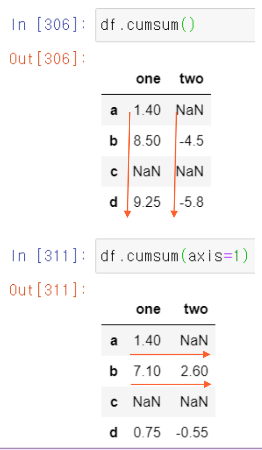 In [306]: df.cumsum()
Out[306]:
one two
a 1.40 NaN
b 8.50 -4.5
c NaN NaN
d 9.25 -5.8
In [311]: df.cumsum(axis=1)
Out[311]:
one two
a 1.40 NaN
b 7.10 2.60
c NaN NaN
d 0.75 -0.55